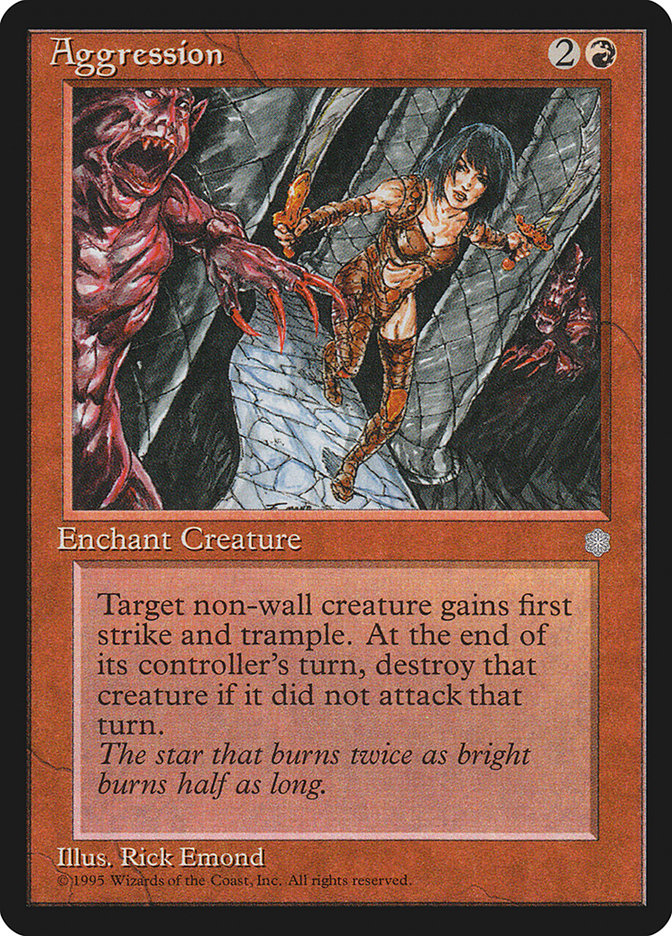 Aggression
2
Enchant Creature
Target non-wall creature gains first
strike and trample. At the end of
its controller's turn, destroy that
creature if it did not attack that
turn.
The star that burns twice as bright
burns half as long.
Illus. Rick Emond
© 1995 Wizards of the Coast, Inc. All rights reserved.